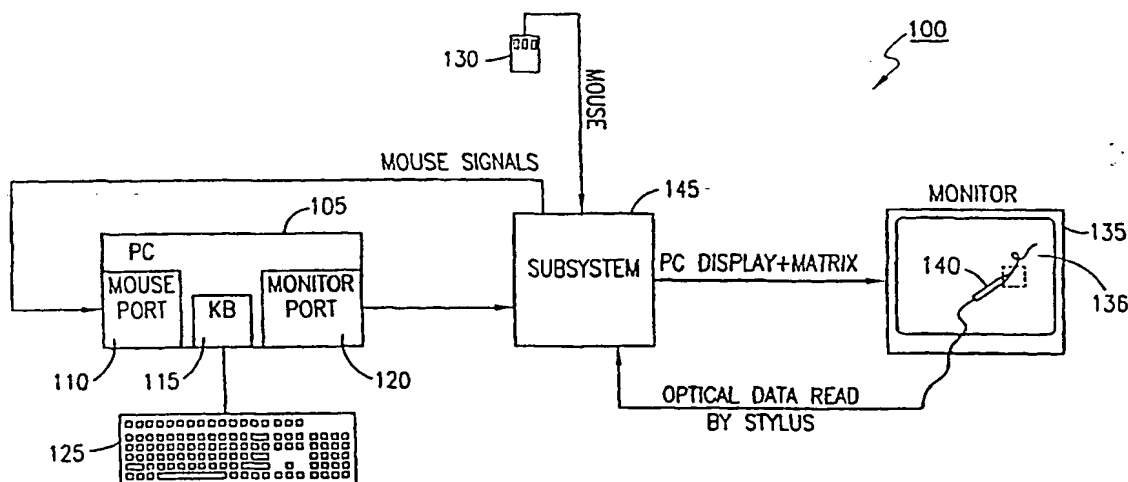 100
130
MOUSE
MOUSE SIGNALS
105
145
MONITOR
PC
MOUSE
PORT
KB
MONITOR
PORT
SUBSYSTEM
PC DISPLAY+MATRIX
140
135
136
110
115
120
OPTICAL DATA READ
BY STYLUS
125